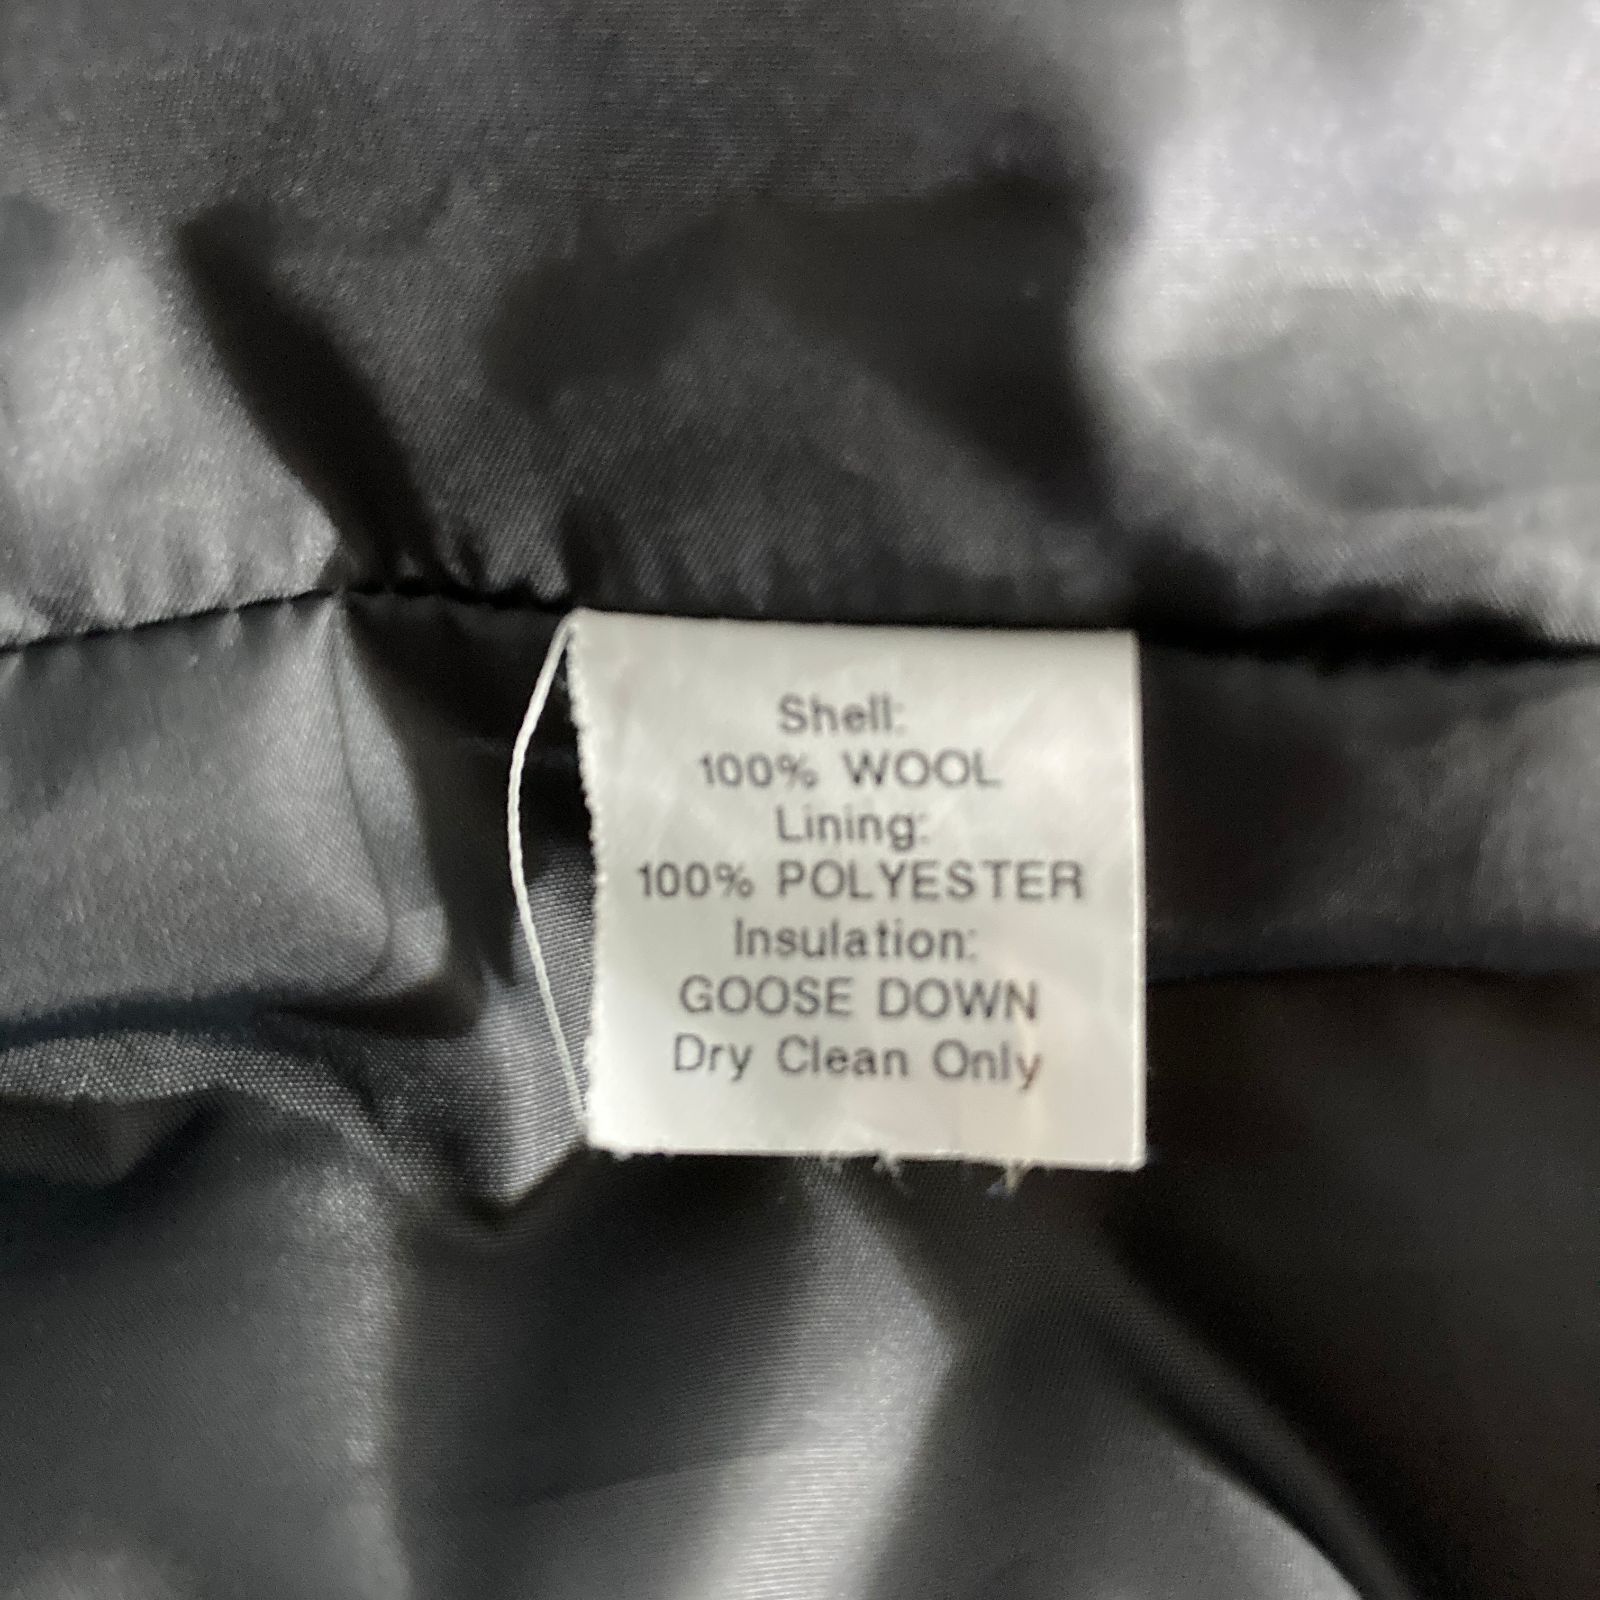 Shell:
100% WOOL
Lining:
100% POLYESTER
Insulation:
GOOSE DOWN
Dry Clean Only